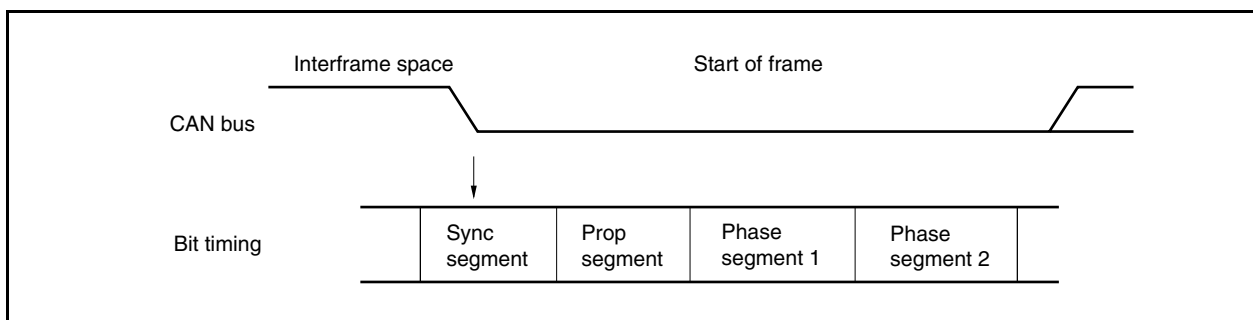 Interframe space
Start of frame
CAN bus
Bit timing
Sync
segment
Prop
segment
Phase
segment 1
Phase
segment 2